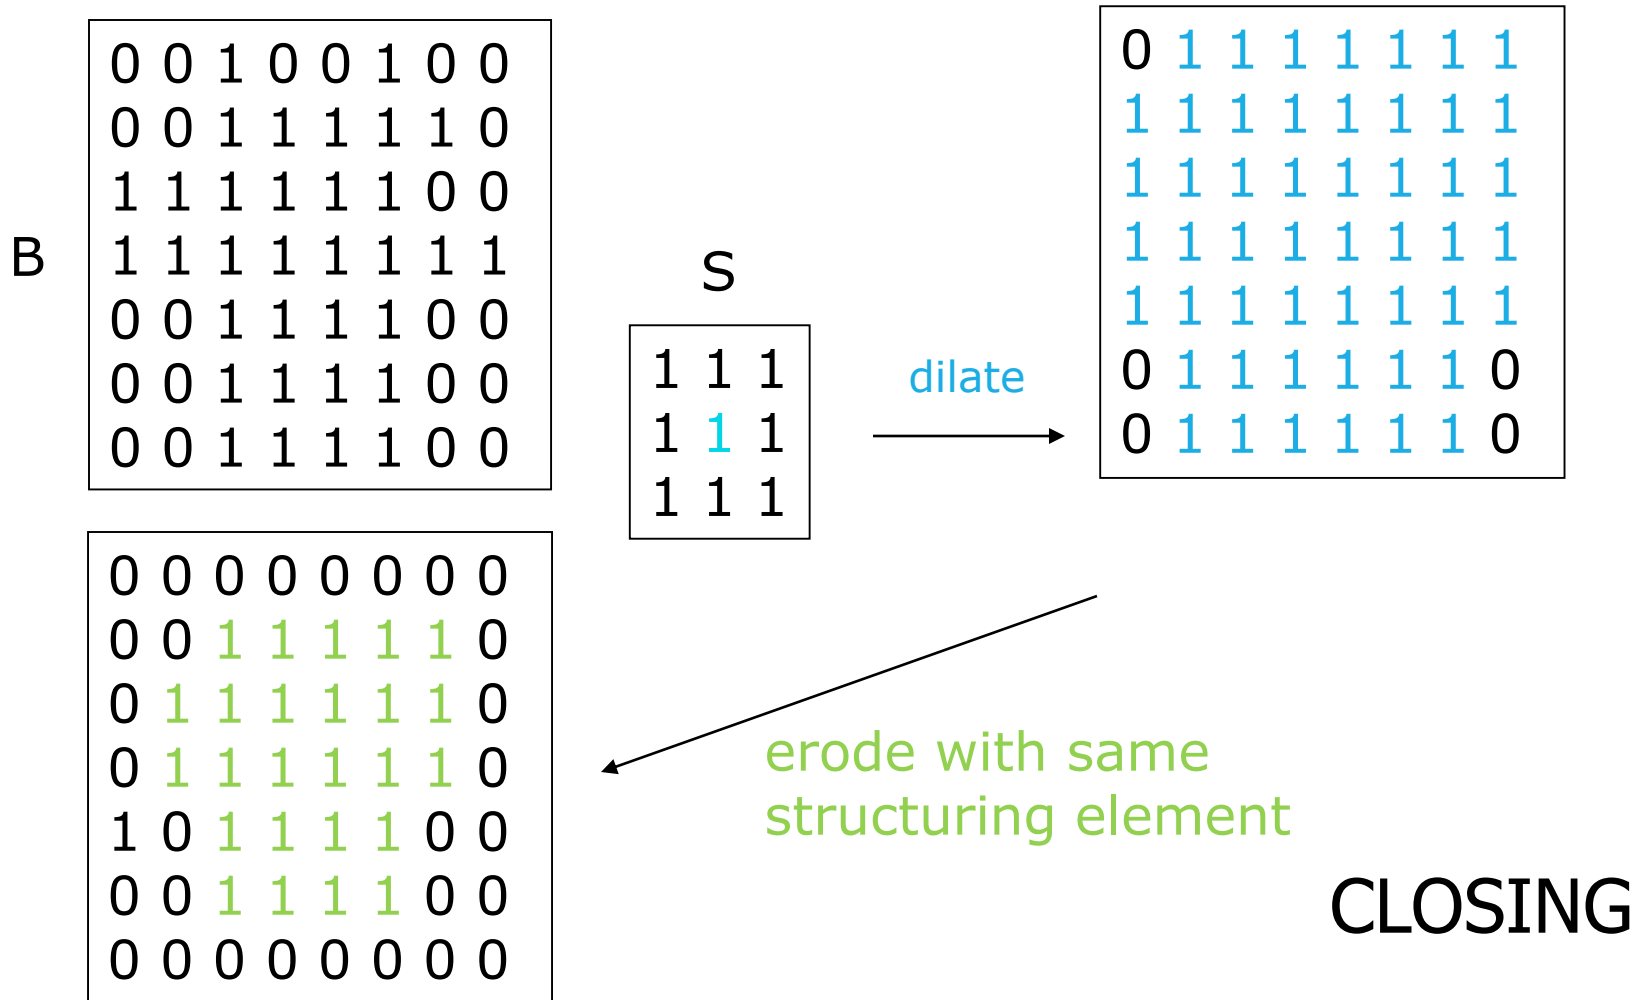 B
0 0 1 0 0 1 0 0
0 0 1 1 1 1 1 0
1 1 1 1 1 1 0 0
1 1 1 1 1 1 1 1
0 0 1 1 1 1 0 0
0 0 1 1 1 1 0 0
0 0 1 1 1 1 0 0
S
1 1 1
1 1 1
1 1 1
dilate
0 1 1 1 1 1 1 1
1 1 1 1 1 1 1 1
1 1 1 1 1 1 1 1
1 1 1 1 1 1 1 1
1 1 1 1 1 1 1 1
0 1 1 1 1 1 1 0
0 1 1 1 1 1 1 0
0 0 0 0 0 0 0 0
0 0 1 1 1 1 1 0
0 1 1 1 1 1 1 0
0 1 1 1 1 1 1 0
1 0 1 1 1 1 0 0
0 0 1 1 1 1 0 0
0 0 0 0 0 0 0 0
erode with same
structuring element
CLOSING